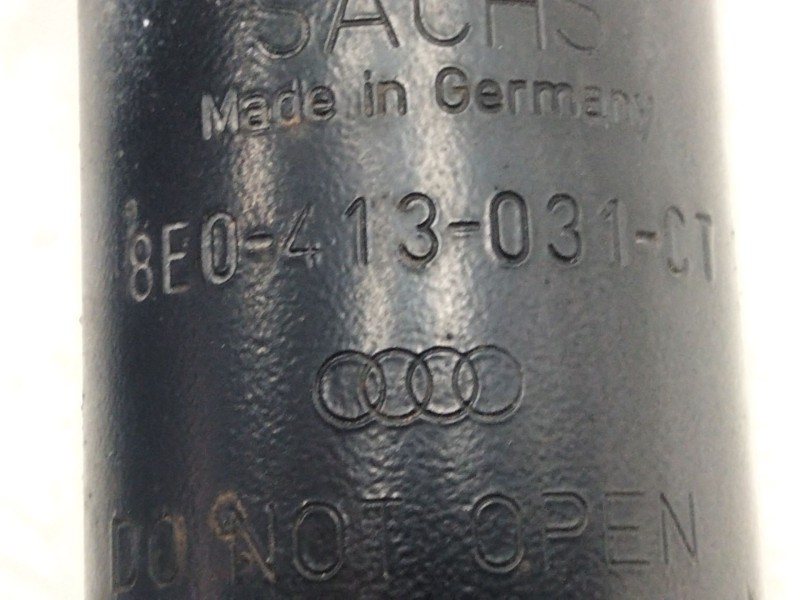 SACHS
Made in Germany
8E0-413-031-CT
DO NOT OPEN